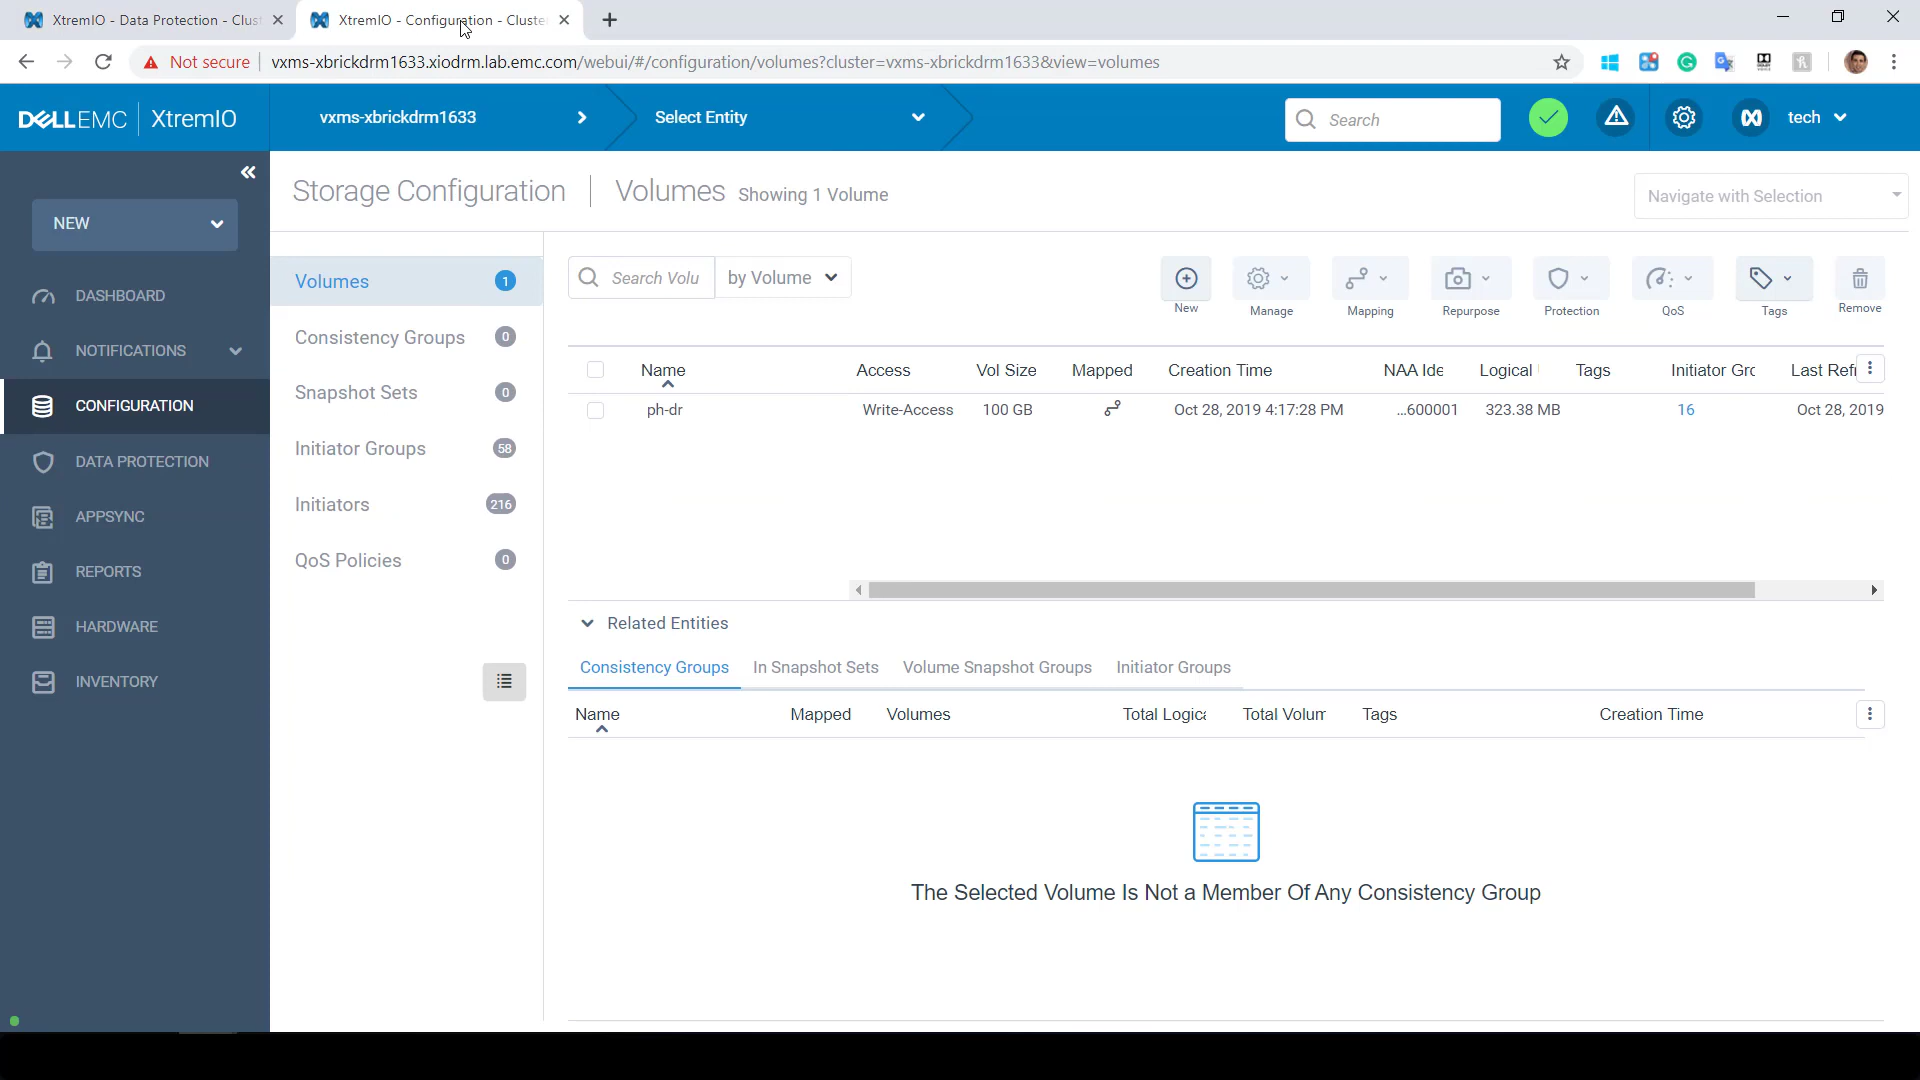 XtremIO - Data Protection - Clust
XtremIO - Configuration - Cluste
Not secure
vxms-xbrickdrm1633.xiodrm.lab.emc.com/webui/#/configuration/volumes?cluster=vxms-xbrickdrm1633&view=volumes
DELLEMC XtremIO
vxms-xbrickdrm1633
Select Entity
Search
tech
NEW
DASHBOARD
NOTIFICATIONS
CONFIGURATION
DATA PROTECTION
APPSYNC
REPORTS
HARDWARE
INVENTORY
Storage Configuration
Volumes Showing 1 Volume
Navigate with Selection
Volumes 1
Consistency Groups 0
Snapshot Sets 0
Initiator Groups 58
Initiators 216
QoS Policies 0
Search Volu
by Volume
New
Manage
Mapping
Repurpose
Protection
QoS
Tags
Remove
Name Access Vol Size Mapped Creation Time NAA Ide Logical Tags Initiator Grc Last Ref
ph-dr Write-Access 100 GB Oct 28, 2019 4:17:28 PM ...600001 323.38 MB 16 Oct 28, 2019
Related Entities
Consistency Groups In Snapshot Sets Volume Snapshot Groups Initiator Groups
Name Mapped Volumes Total Logica Total Volum Tags Creation Time
The Selected Volume Is Not a Member Of Any Consistency Group